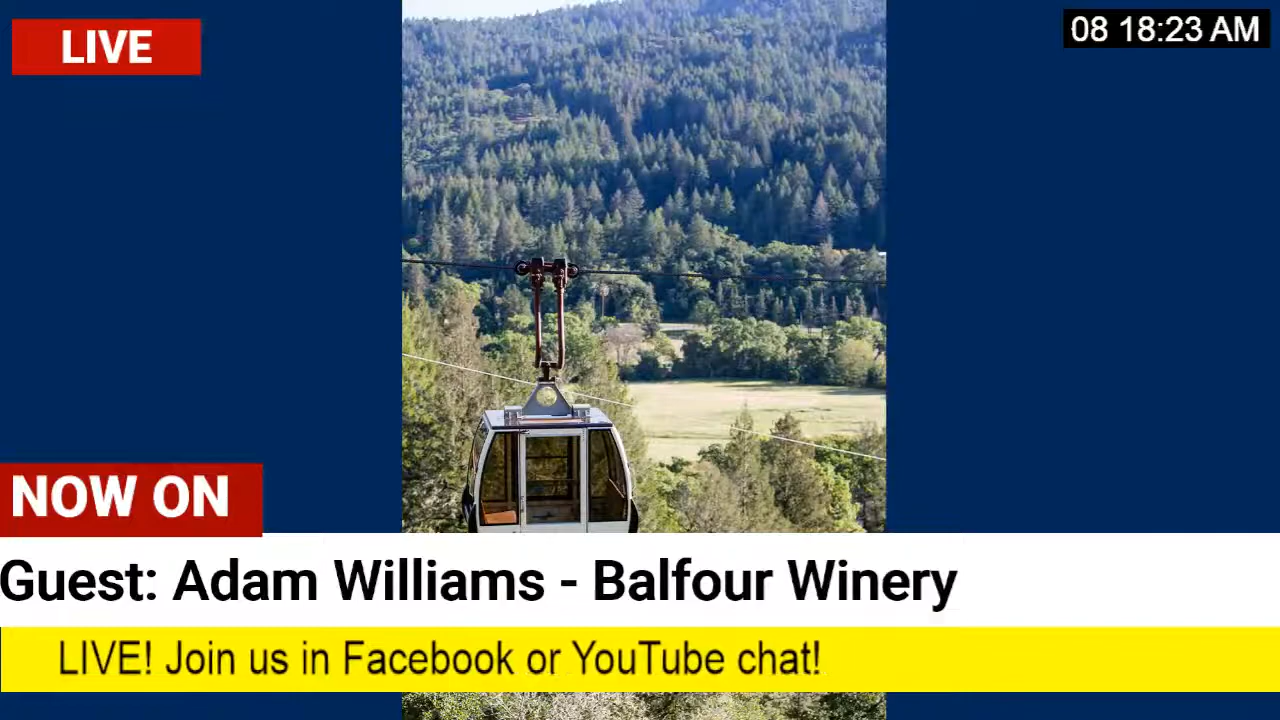 LIVE
08 18:23 AM
NOW ON
Guest: Adam Williams - Balfour Winery
LIVE! Join us in Facebook or YouTube chat!